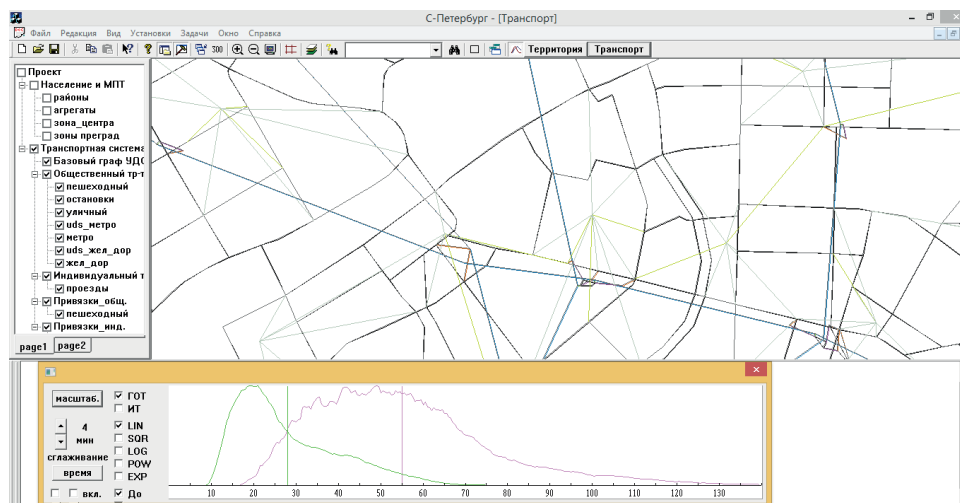 С-Петербург - [Транспорт]
Файл Редакция Вид Установки Задачи Окно Справка
Территория Транспорт
Проект
Население и МПТ
районы
агрегаты
зона_центра
зоны преград
Транспортная система
Базовый граф УДС
Общественный тр-т
пешеходный
остановки
уличный
uds_метро
метро
uds_жел_дор
жел_дор
Индивидуальный т
проезды
Привязки_общ.
пешеходный
Привязки_инд.
page1 page2
масштаб.
ГОТ
ИТ
4
мин
LIN
SQR
LOG
POW
EXP
сглаживание
время
вкл.
До
10 20 30 40 50 60 70 80 90 100 110 120 130